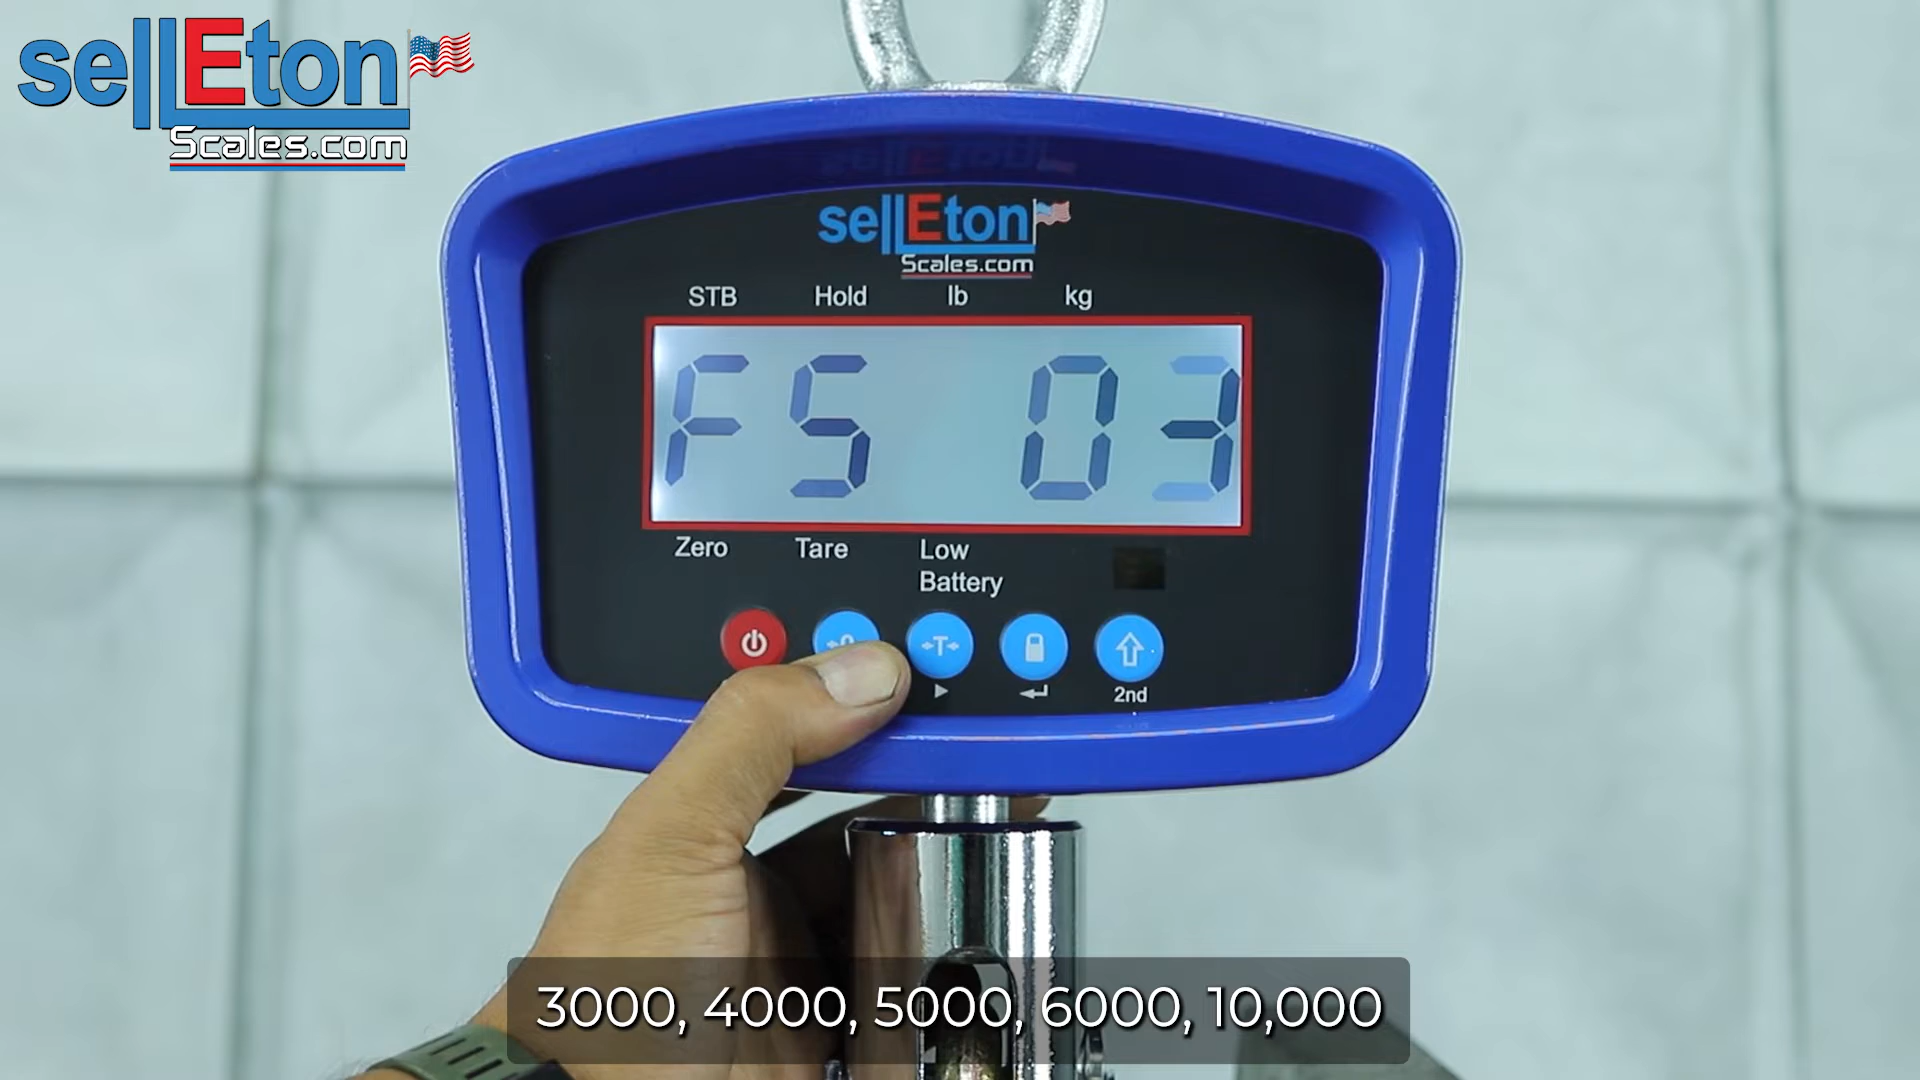 sellEton
Scales.com
sellEton
Scales.com
STB Hold lb kg
FS 03
Zero Tare Low
Battery
T
2nd
3000, 4000, 5000, 6000, 10,000